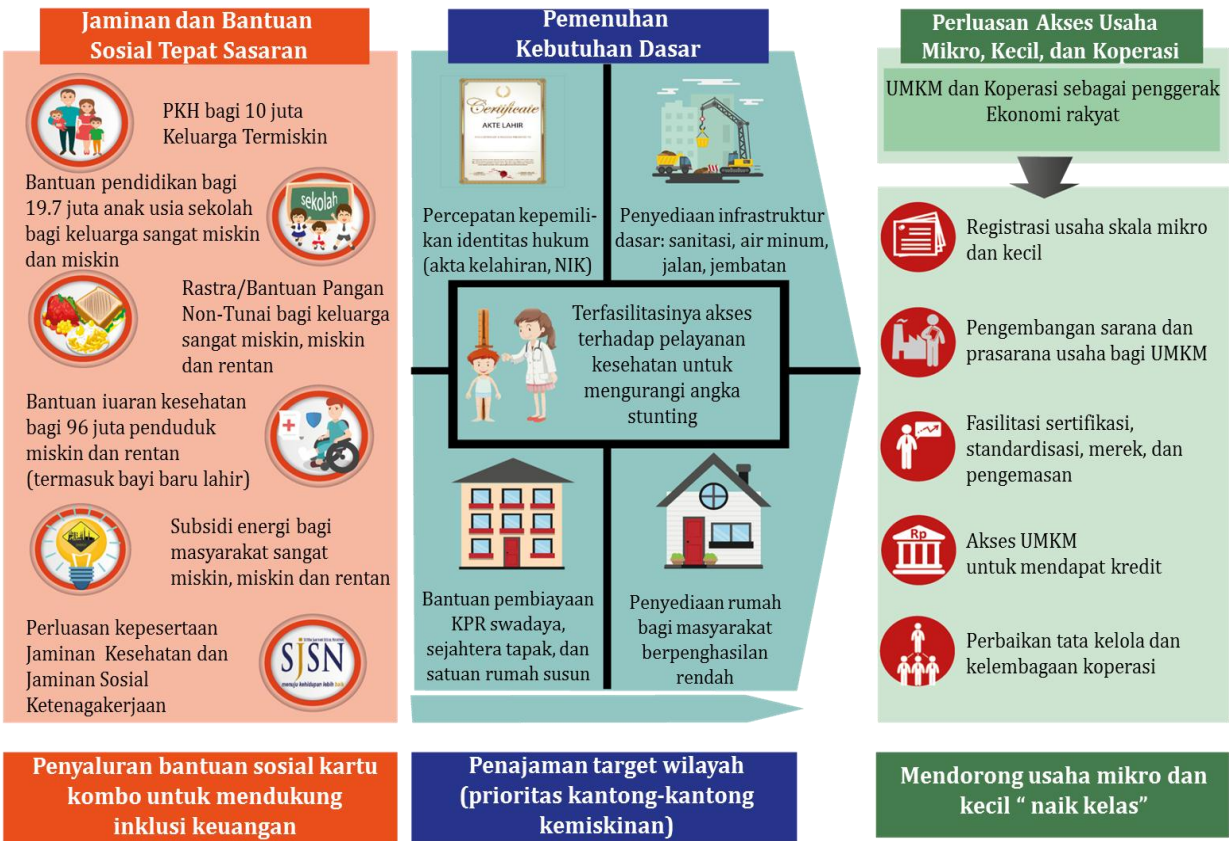 Jaminan dan Bantuan
Sosial Tepat Sasaran
PKH bagi 10 juta
Keluarga Termiskin
Bantuan pendidikan bagi
19.7 juta anak usia sekolah
bagi keluarga sangat miskin
dan miskin
sekolah
Rastra/Bantuan Pangan
Non-Tunai bagi keluarga
sangat miskin, miskin
dan rentan
Bantuan iuaran kesehatan
bagi 96 juta penduduk
miskin dan rentan
(termasuk bayi baru lahir)
Subsidi energi bagi
masyarakat sangat
miskin, miskin dan rentan
Perluasan kepesertaan
Jaminan Kesehatan dan
Jaminan Sosial
Ketenagakerjaan
SJSN
menuju kehidupan lebih baik
Penyaluran bantuan sosial kartu
kombo untuk mendukung
inklusi keuangan
Pemenuhan
Kebutuhan Dasar
Certificate
AKTE LAHIR
Percepatan kepemili-
kan identitas hukum
(akta kelahiran, NIK)
Penyediaan infrastruktur
dasar: sanitasi, air minum,
jalan, jembatan
Terfasilitasinya akses
terhadap pelayanan
kesehatan untuk
mengurangi angka
stunting
Bantuan pembiayaan
KPR swadaya,
sejahtera tapak, dan
satuan rumah susun
Penyediaan rumah
bagi masyarakat
berpenghasilan
rendah
Penajaman target wilayah
(prioritas kantong-kantong
kemiskinan)
Perluasan Akses Usaha
Mikro, Kecil, dan Koperasi
UMKM dan Koperasi sebagai penggerak
Ekonomi rakyat
Registrasi usaha skala mikro
dan kecil
Pengembangan sarana dan
prasarana usaha bagi UMKM
Fasilitasi sertifikasi,
standardisasi, merek, dan
pengemasan
Rp
Akses UMKM
untuk mendapat kredit
Perbaikan tata kelola dan
kelembagaan koperasi
Mendorong usaha mikro dan
kecil “ naik kelas”